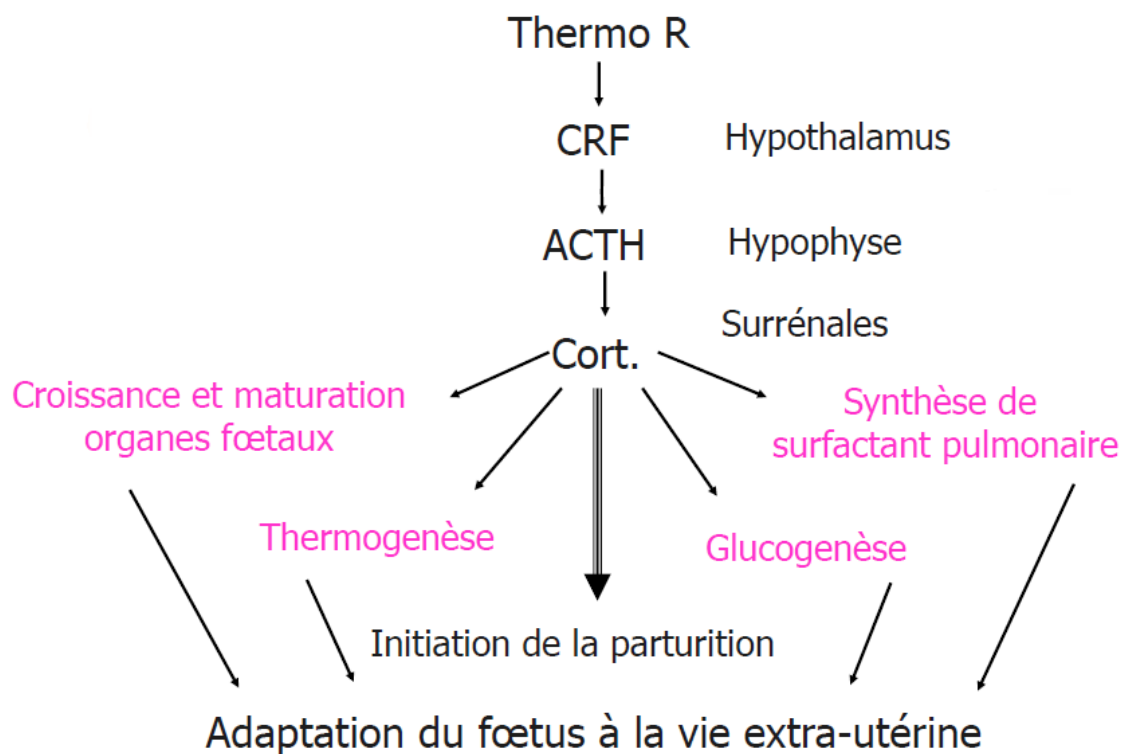 Thermo R
CRF
Hypothalamus
ACTH
Hypophyse
Surrénales
Cort.
Croissance et maturation
organes fœtaux
Synthèse de
surfactant pulmonaire
Thermogenèse
Glucogenèse
Initiation de la parturition
Adaptation du fœtus à la vie extra-utérine